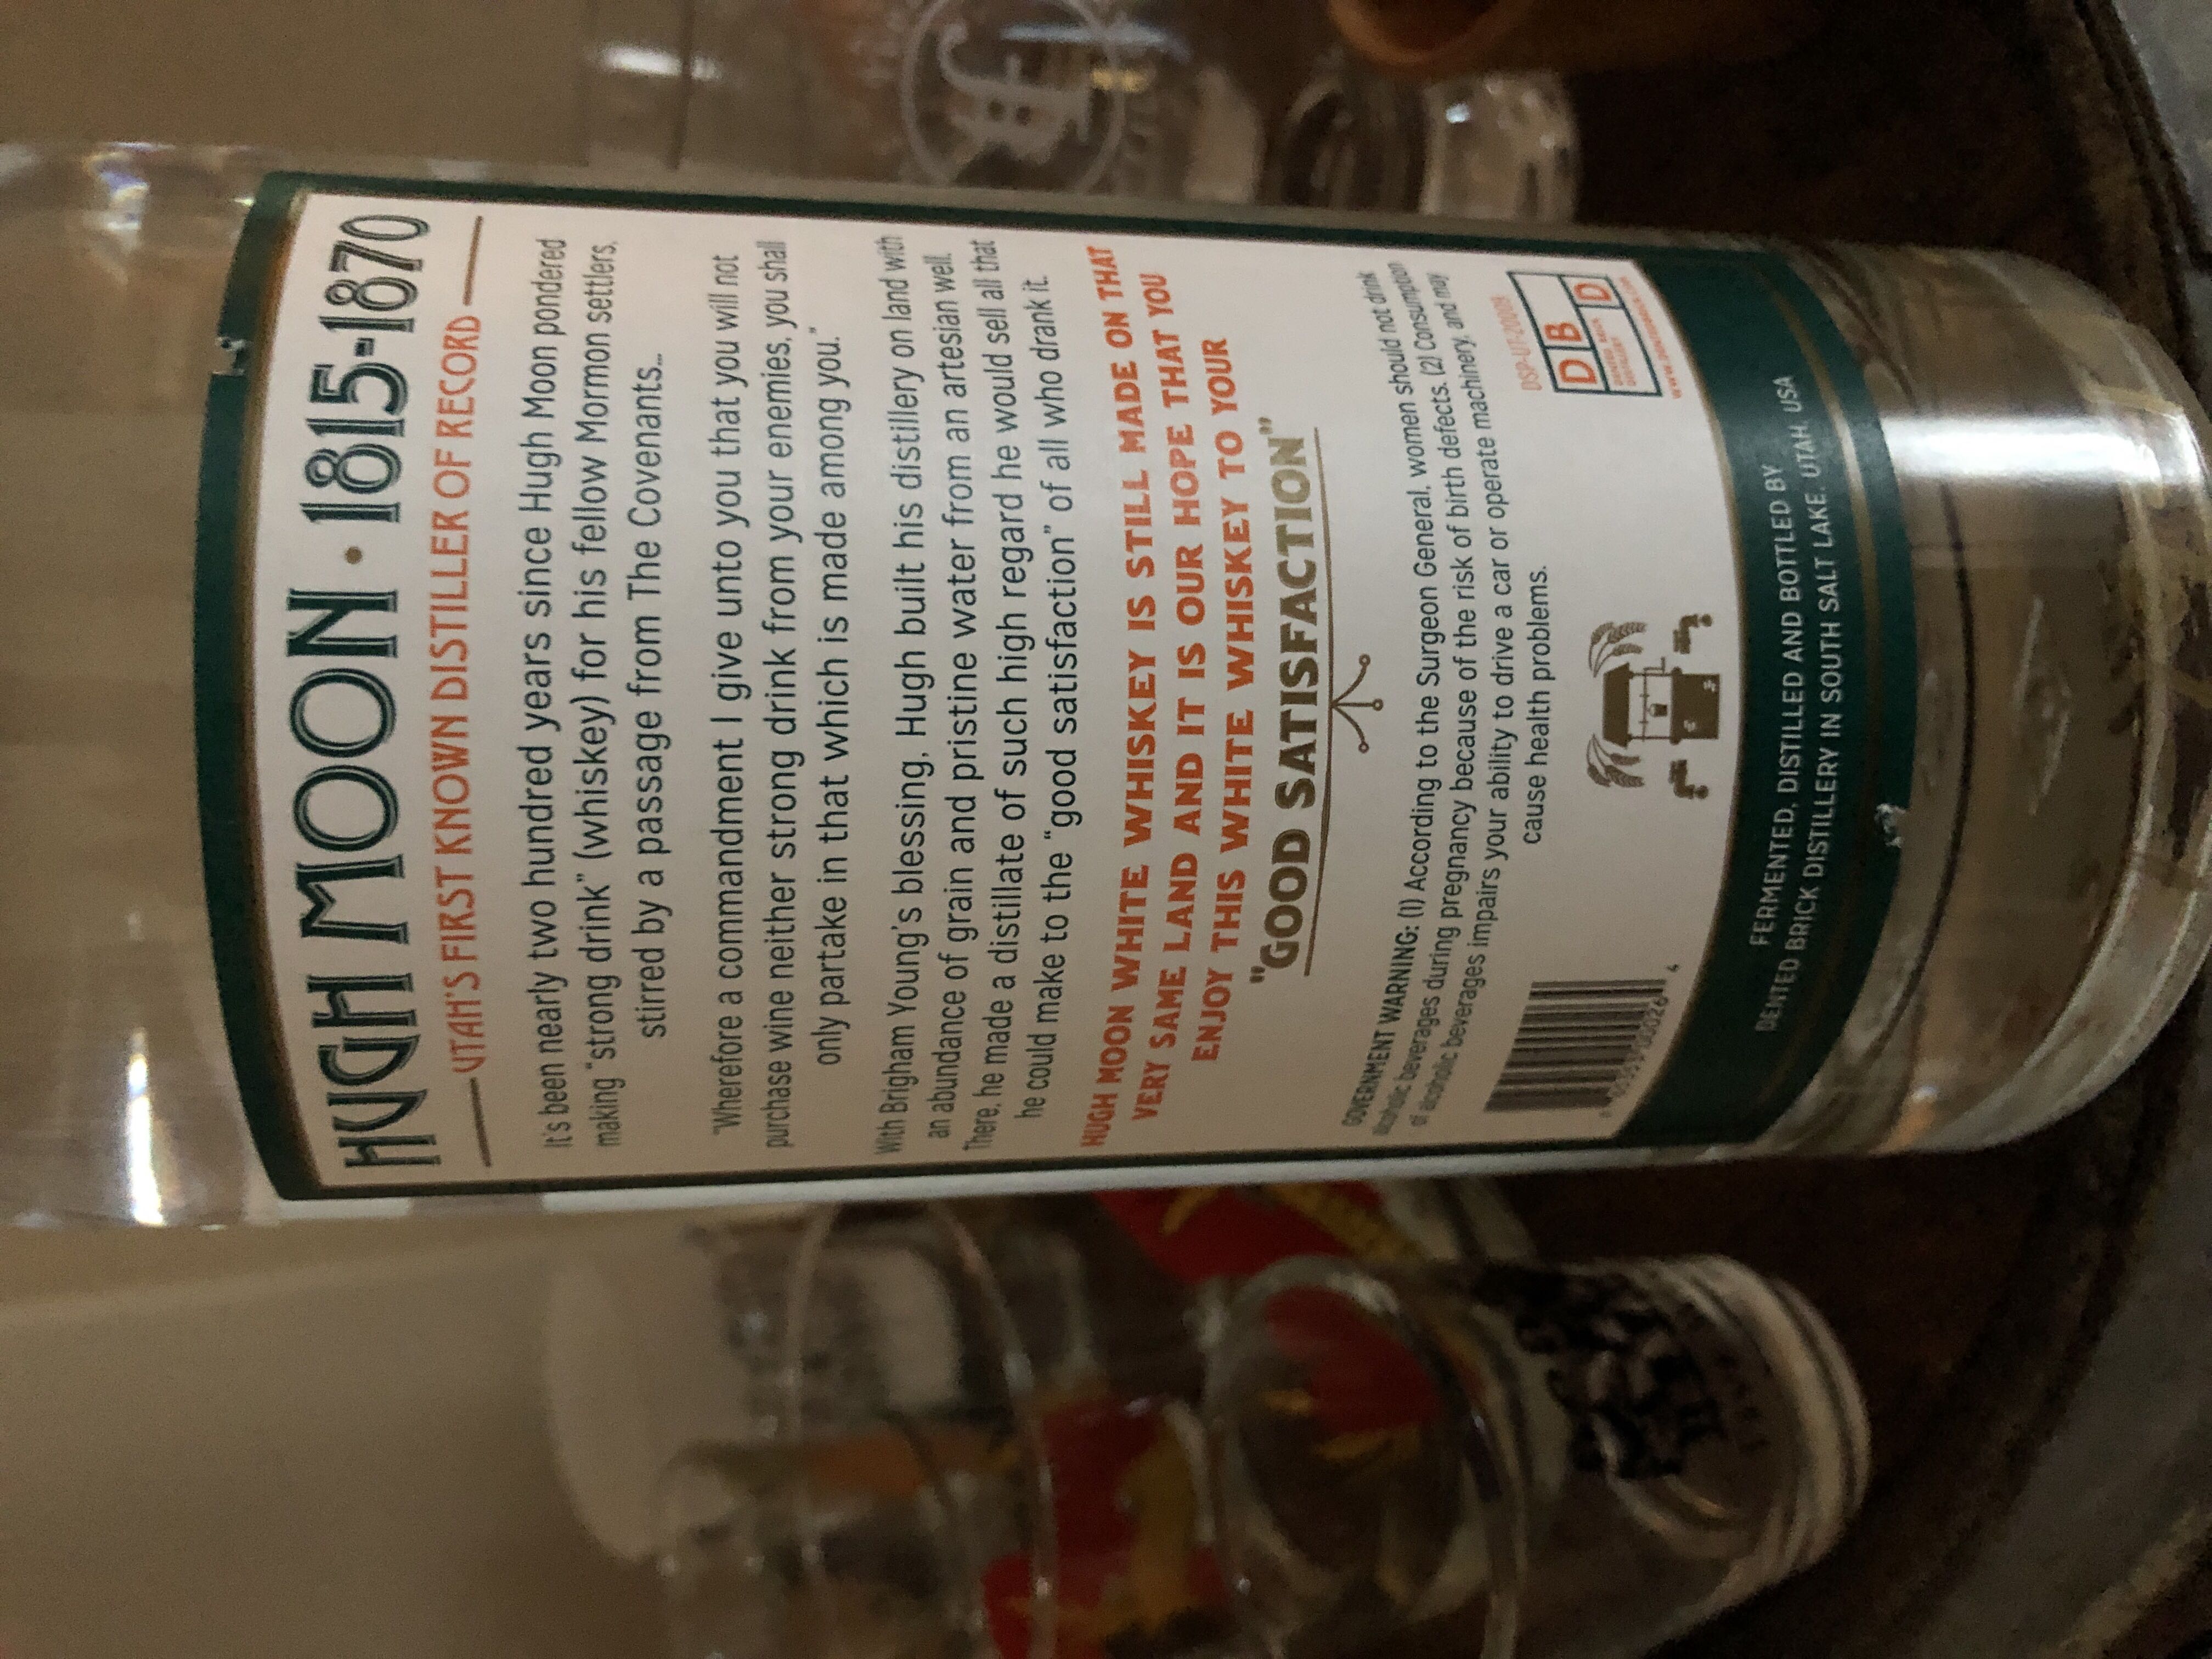 HUGH MOON · 1815-1870
UTAH'S FIRST KNOWN DISTILLER OF RECORD
It's been nearly two hundred years since Hugh Moon pondered
making "strong drink" (whiskey) for his fellow Mormon settlers,
stirred by a passage from The Covenants...
"Wherefore a commandment I give unto you that you will not
purchase wine neither strong drink from your enemies, you shall
only partake in that which is made among you."
With Brigham Young's blessing, Hugh built his distillery on land with
an abundance of grain and pristine water from an artesian well.
There, he made a distillate of such high regard he would sell all that
he could make to the "good satisfaction" of all who drank it.
HUGH MOON WHITE WHISKEY IS STILL MADE ON THAT
VERY SAME LAND AND IT IS OUR HOPE THAT YOU
ENJOY THIS WHITE WHISKEY TO YOUR
"GOOD SATISFACTION"
GOVERNMENT WARNING: (1) According to the Surgeon General, women should not drink
alcoholic beverages during pregnancy because of the risk of birth defects. (2) Consumption
of alcoholic beverages impairs your ability to drive a car or operate machinery, and may
cause health problems.
DSP-UT-20009
D B
D
FERMENTED, DISTILLED AND BOTTLED BY
DENTED BRICK DISTILLERY IN SOUTH SALT LAKE, UTAH, USA